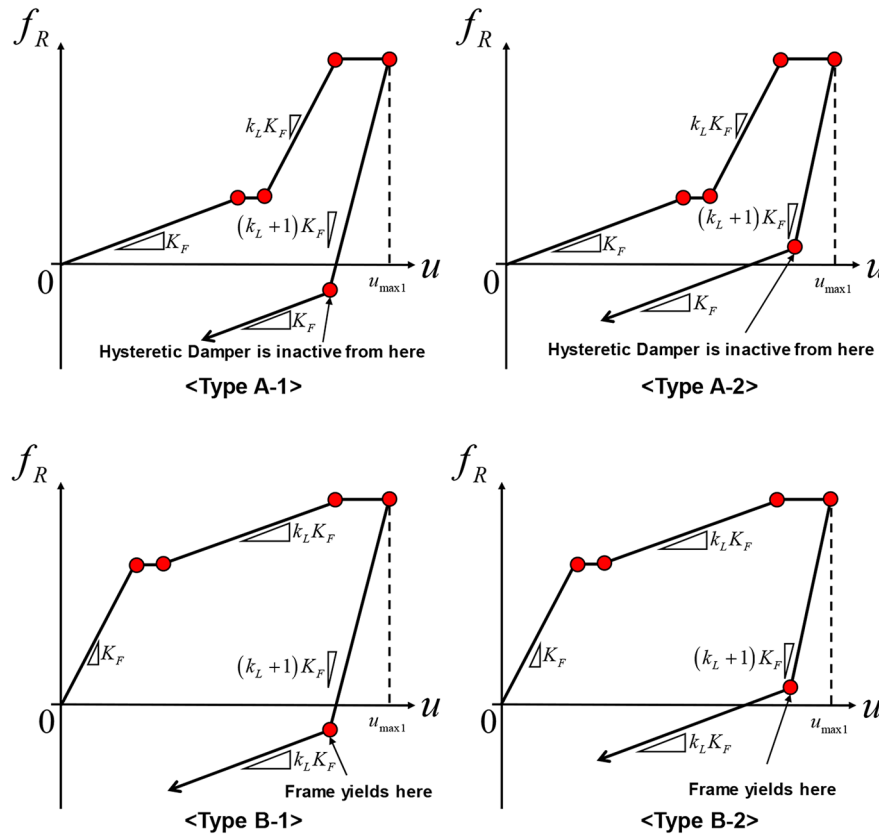 f_R
k_L K_F
(k_L + 1) K_F
K_F
0
u_max1
u
Hysteretic Damper is inactive from here
<Type A-1>
f_R
k_L K_F
(k_L + 1) K_F
K_F
0
u_max1
u
K_F
Hysteretic Damper is inactive from here
<Type A-2>
K_F
f_R
k_L K_F
K_F
(k_L + 1) K_F
0
u_max1
u
k_L K_F
Frame yields here
<Type B-1>
f_R
k_L K_F
K_F
(k_L + 1) K_F
0
u_max1
u
k_L K_F
Frame yields here
<Type B-2>